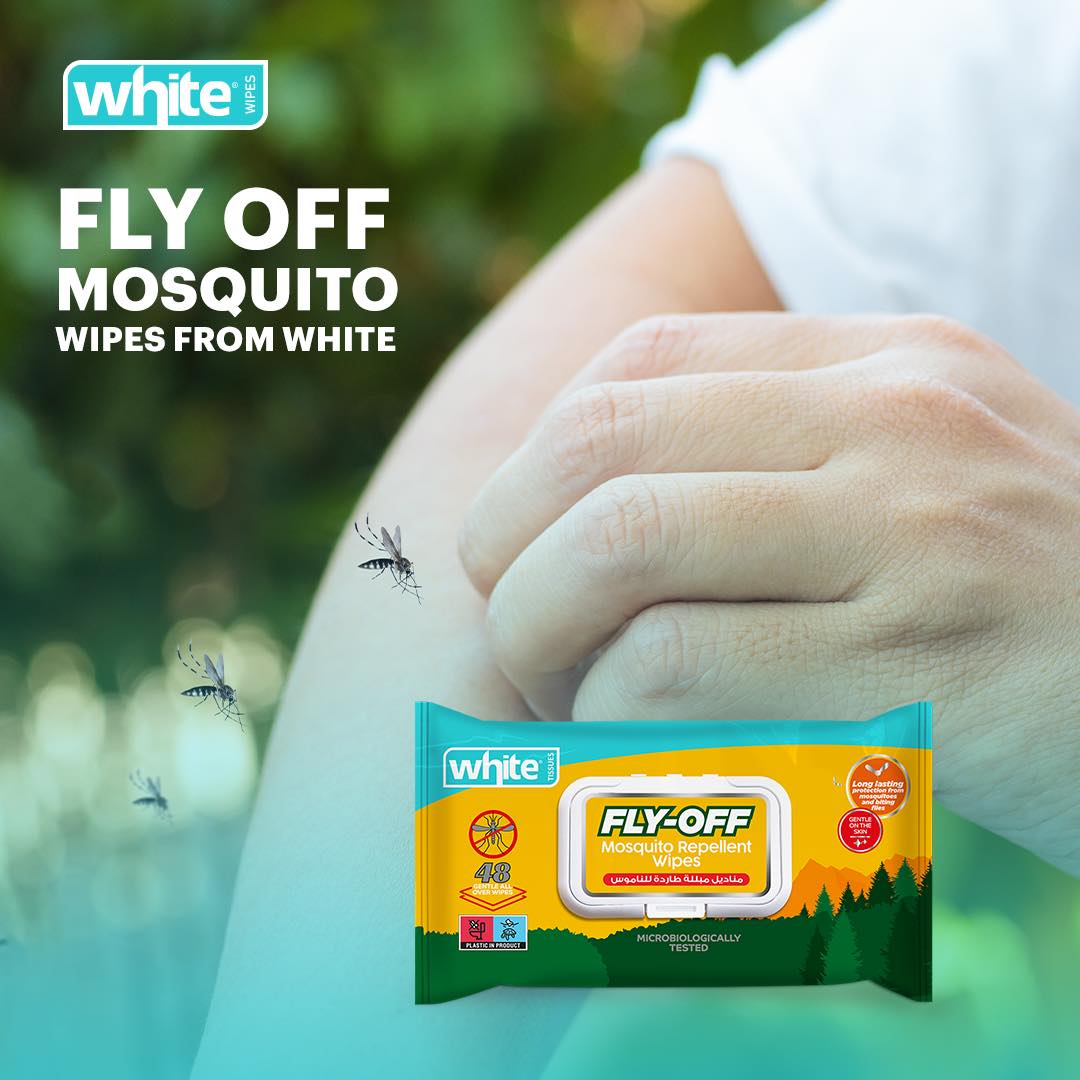 white® WIPES
FLY OFF
MOSQUITO
WIPES FROM WHITE
white® TISSUES
Long lasting
protection from
mosquitoes
and biting
flies
GENTLE
ON THE
SKIN
FLY-OFF
Mosquito Repellent
Wipes
مناديل مبللة طاردة للناموس
48
GENTLE ALL
OVER WIPES
PLASTIC IN PRODUCT
MICROBIOLOGICALLY
TESTED